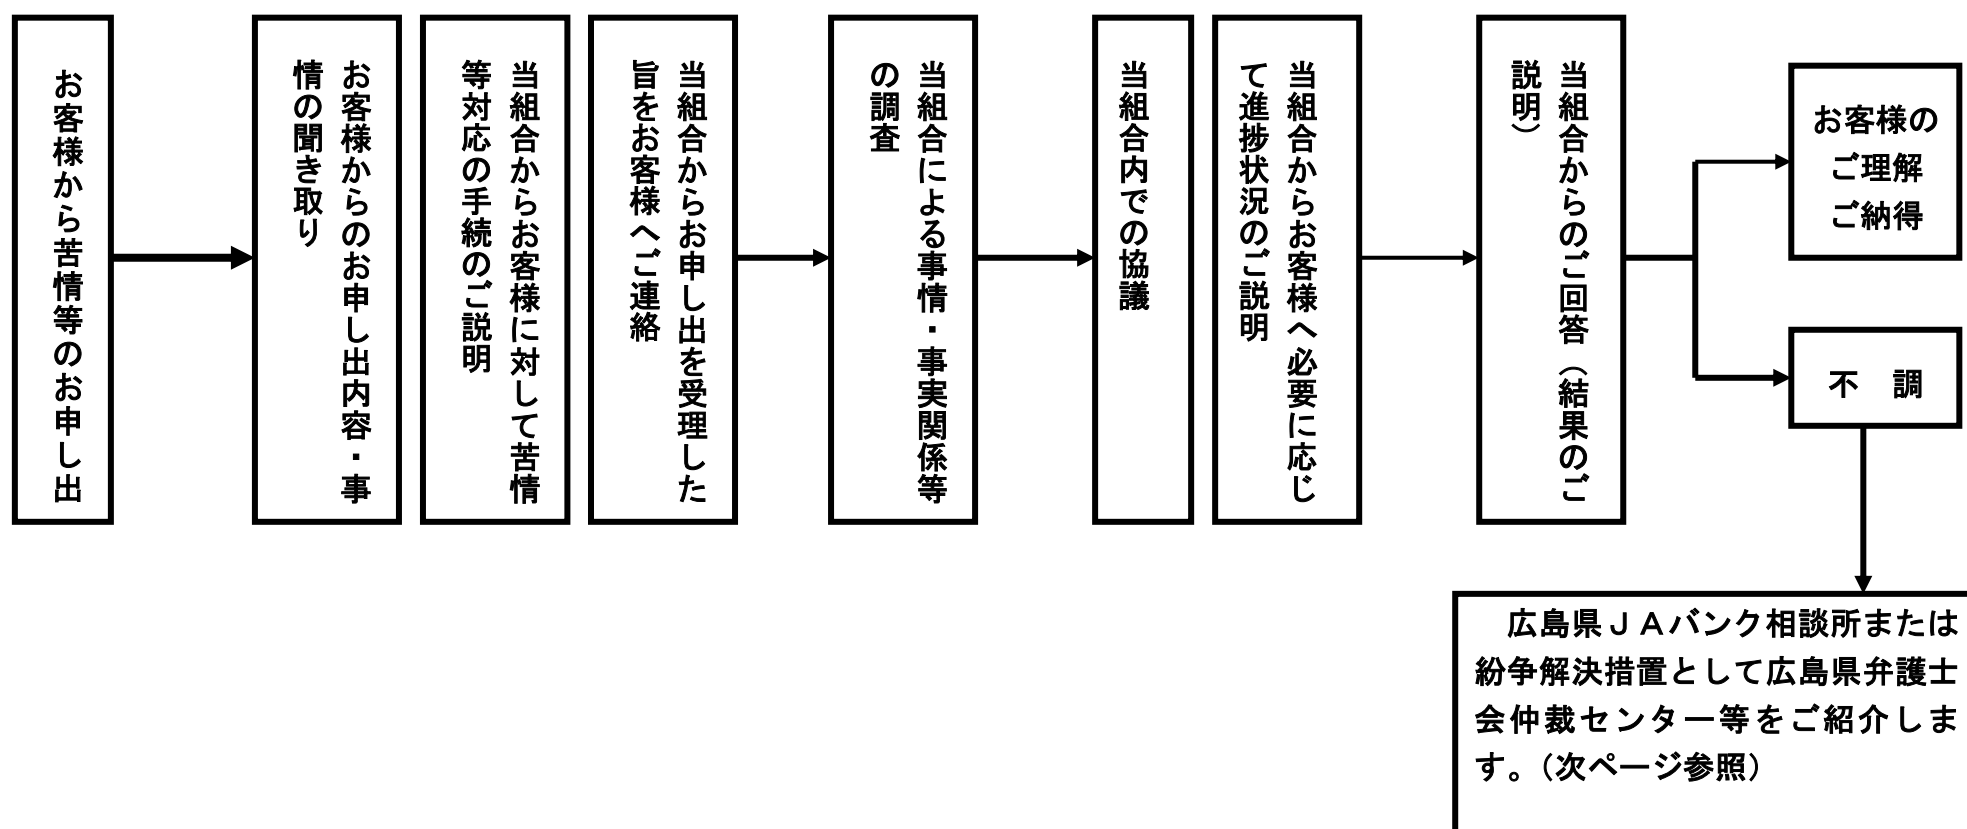 お客様から苦情等のお申し出
お客様からのお申し出内容・事
情の聞き取り
当組合からお客様に対して苦情
等対応の手続のご説明
当組合からお申し出を受理した
旨をお客様へご連絡
当組合による事情・事実関係等
の調査
当組合内での協議
当組合からお客様へ必要に応じ
て進捗状況のご説明
当組合からのご回答（結果のご
説明）
お客様の
ご理解
ご納得
不　調
広島県ＪＡバンク相談所または
紛争解決措置として広島県弁護士
会仲裁センター等をご紹介しま
す。（次ページ参照）